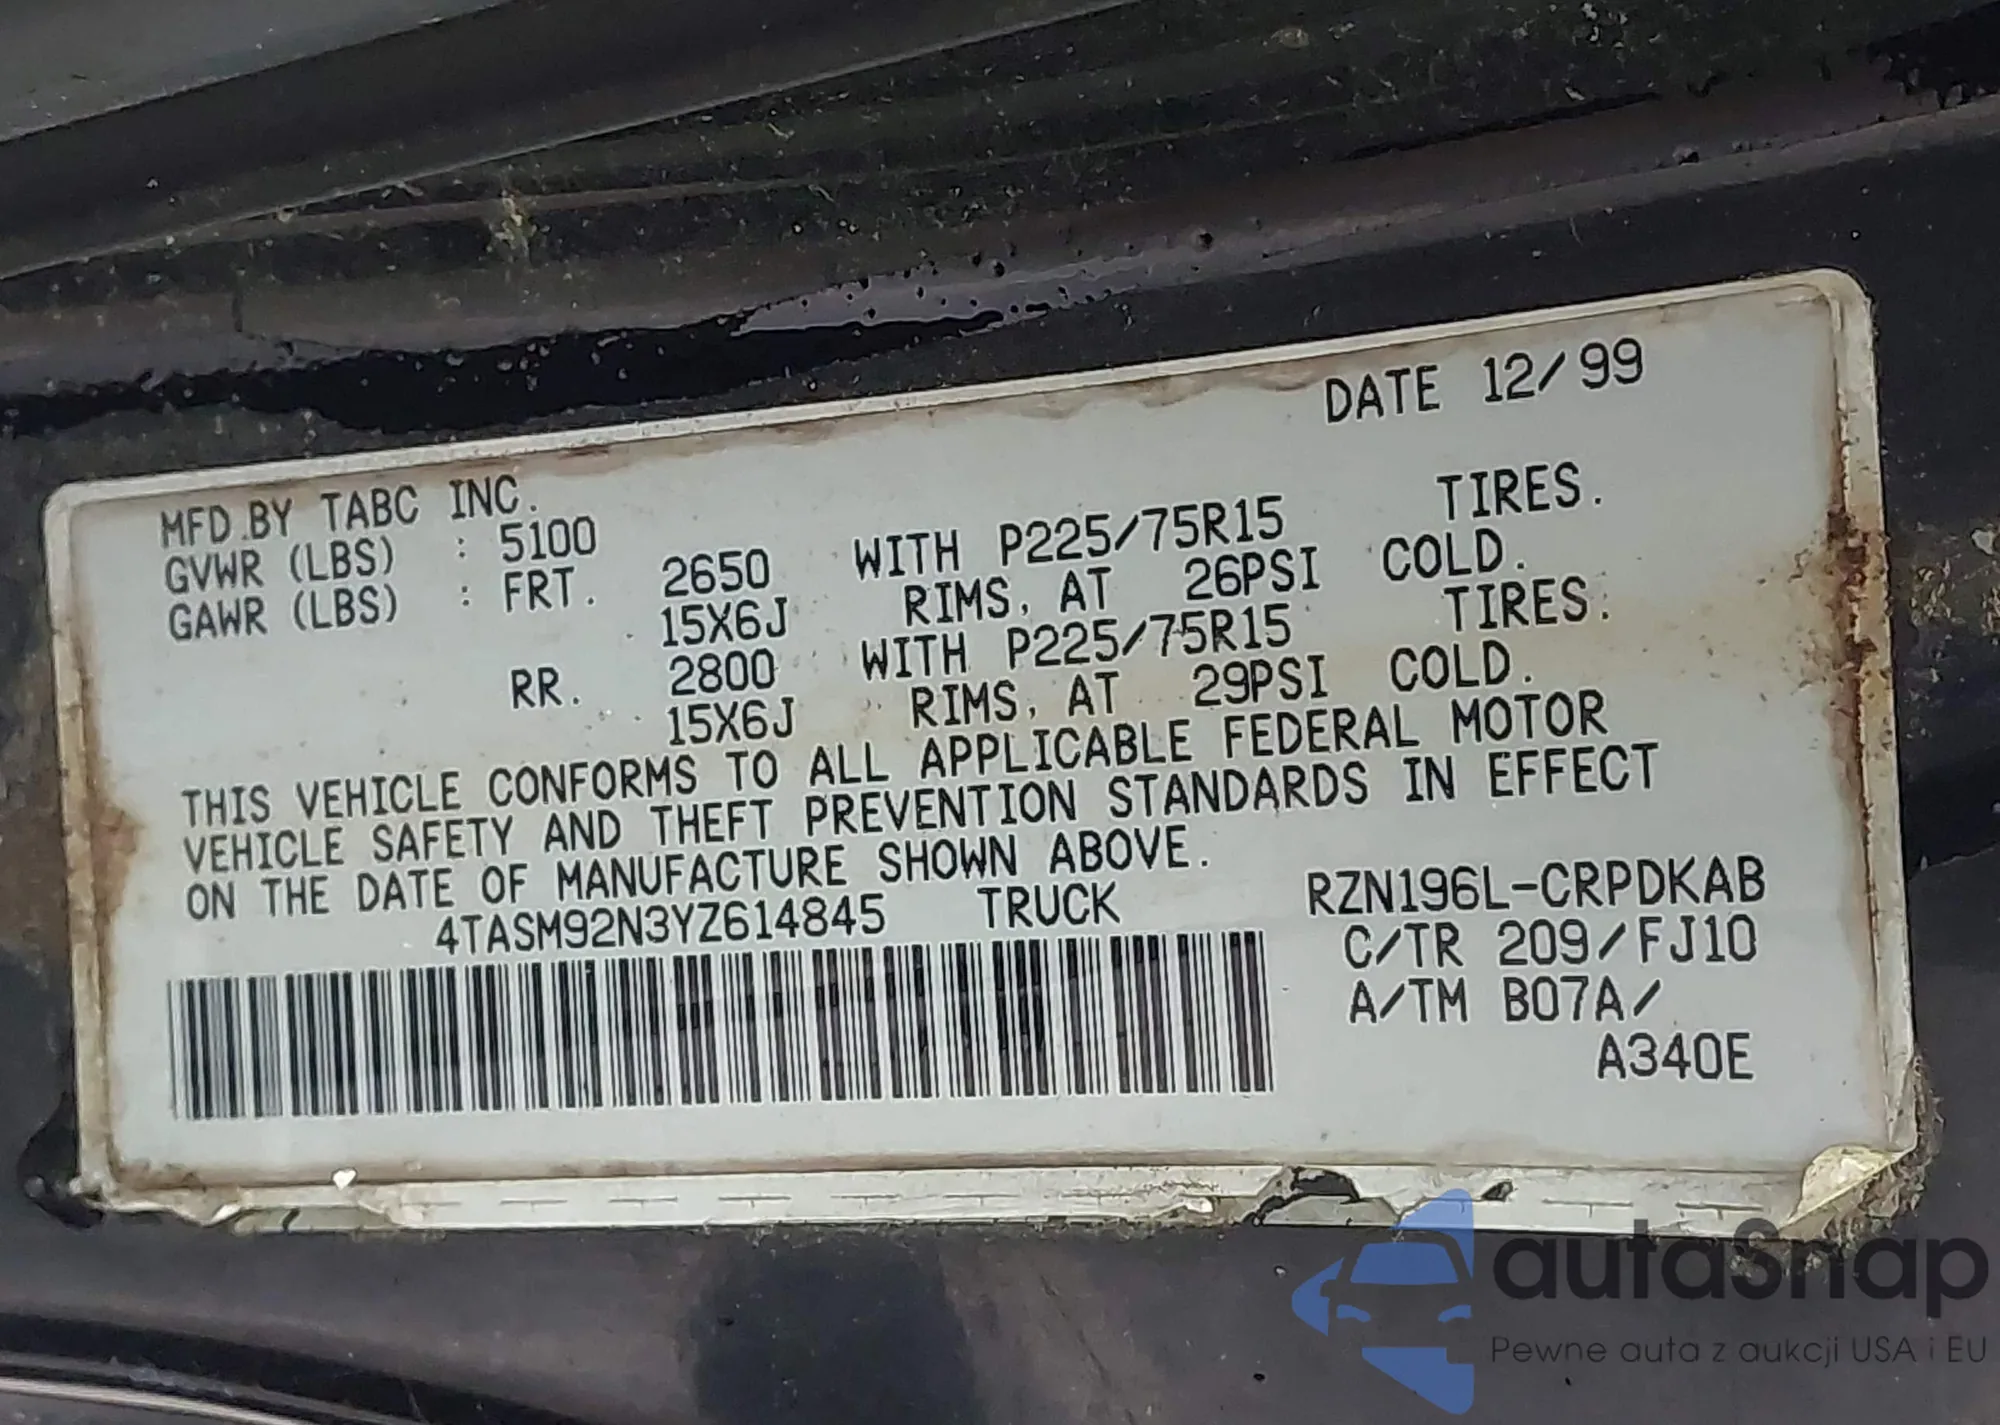 DATE 12/99
MFD.BY TABC INC.
GVWR (LBS) : 5100
GAWR (LBS) : FRT. 2650 WITH P225/75R15 TIRES.
15X6J RIMS, AT 26PSI COLD.
RR. 2800 WITH P225/75R15 TIRES.
15X6J RIMS, AT 29PSI COLD.
THIS VEHICLE CONFORMS TO ALL APPLICABLE FEDERAL MOTOR
VEHICLE SAFETY AND THEFT PREVENTION STANDARDS IN EFFECT
ON THE DATE OF MANUFACTURE SHOWN ABOVE.
4TASM92N3YZ614845 TRUCK RZN196L-CRPDKAB
C/TR 209/FJ10
A/TM B07A/
A340E
autaSnap
Pewne auta z aukcji USA i EU